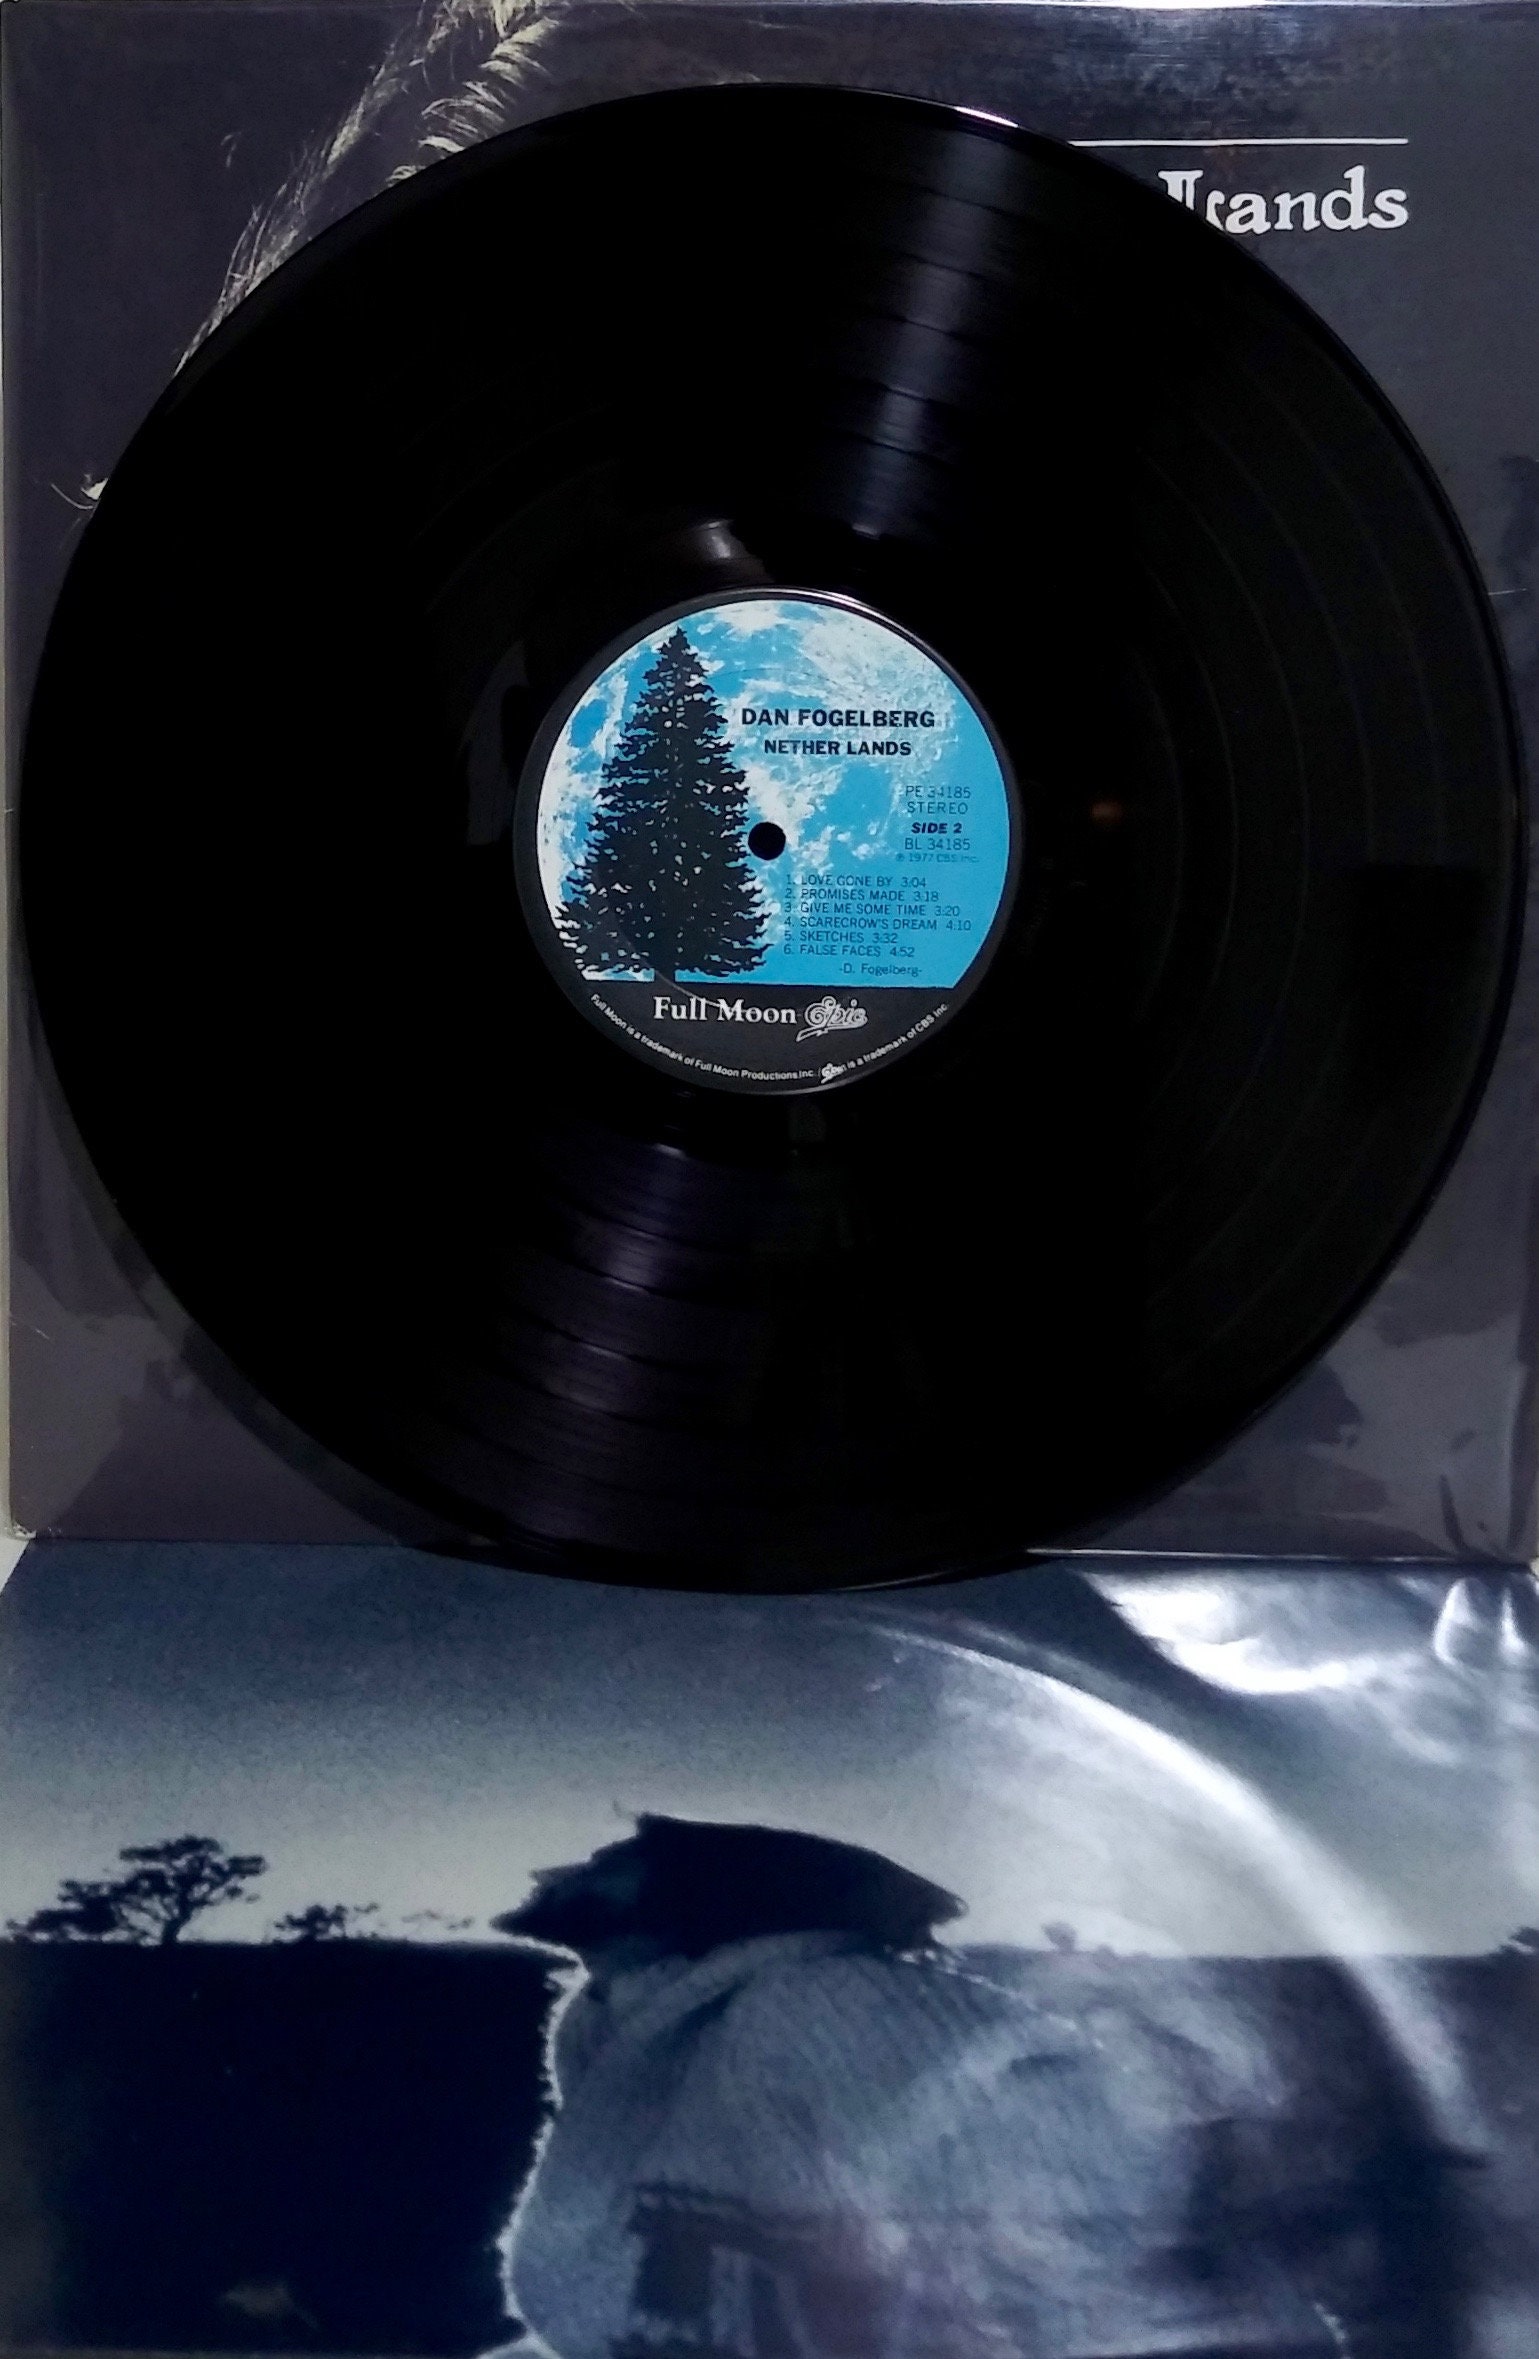 Lands
DAN FOGELBERG
NETHER LANDS
PE 34185
STEREO
SIDE 2
BL 34185
℗ 1977 CBS Inc.
1. LOVE GONE BY 3:04
2. PROMISES MADE 3:18
3. GIVE ME SOME TIME 3:20
4. SCARECROW'S DREAM 4:10
5. SKETCHES 3:32
6. FALSE FACES 4:52
-D. Fogelberg-
Full Moon Epic
Full Moon is a trademark of Full Moon Productions Inc. Epic is a trademark of CBS Inc.